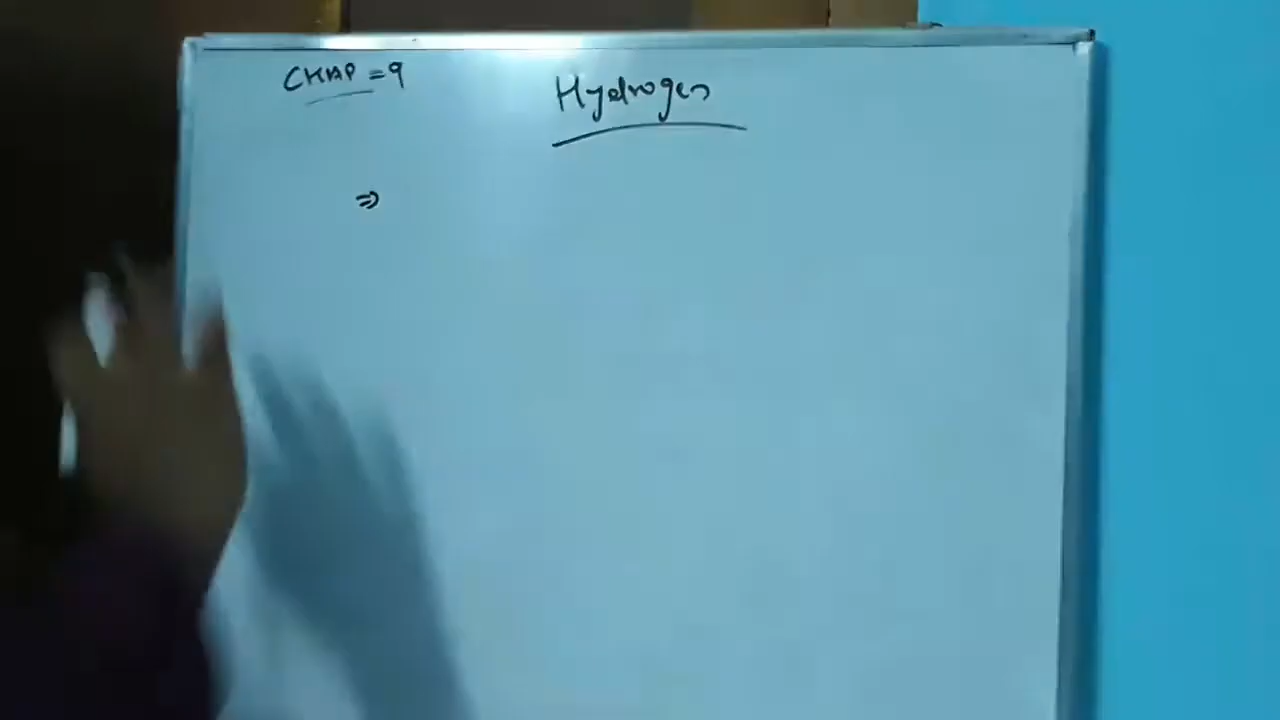 CHAP = 9
Hydrogen
⇒